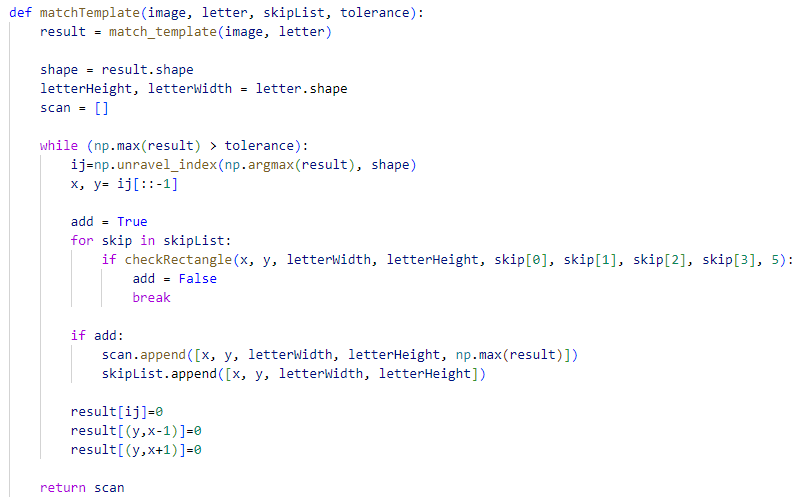 def matchTemplate(image, letter, skipList, tolerance):
    result = match_template(image, letter)
    shape = result.shape
    letterHeight, letterWidth = letter.shape
    scan = []
    while (np.max(result) > tolerance):
        ij=np.unravel_index(np.argmax(result), shape)
        x, y= ij[::-1]
        add = True
        for skip in skipList:
            if checkRectangle(x, y, letterWidth, letterHeight, skip[0], skip[1], skip[2], skip[3], 5):
                add = False
                break
        if add:
            scan.append([x, y, letterWidth, letterHeight, np.max(result)])
            skipList.append([x, y, letterWidth, letterHeight])
        result[ij]=0
        result[(y,x-1)]=0
        result[(y,x+1)]=0
    return scan